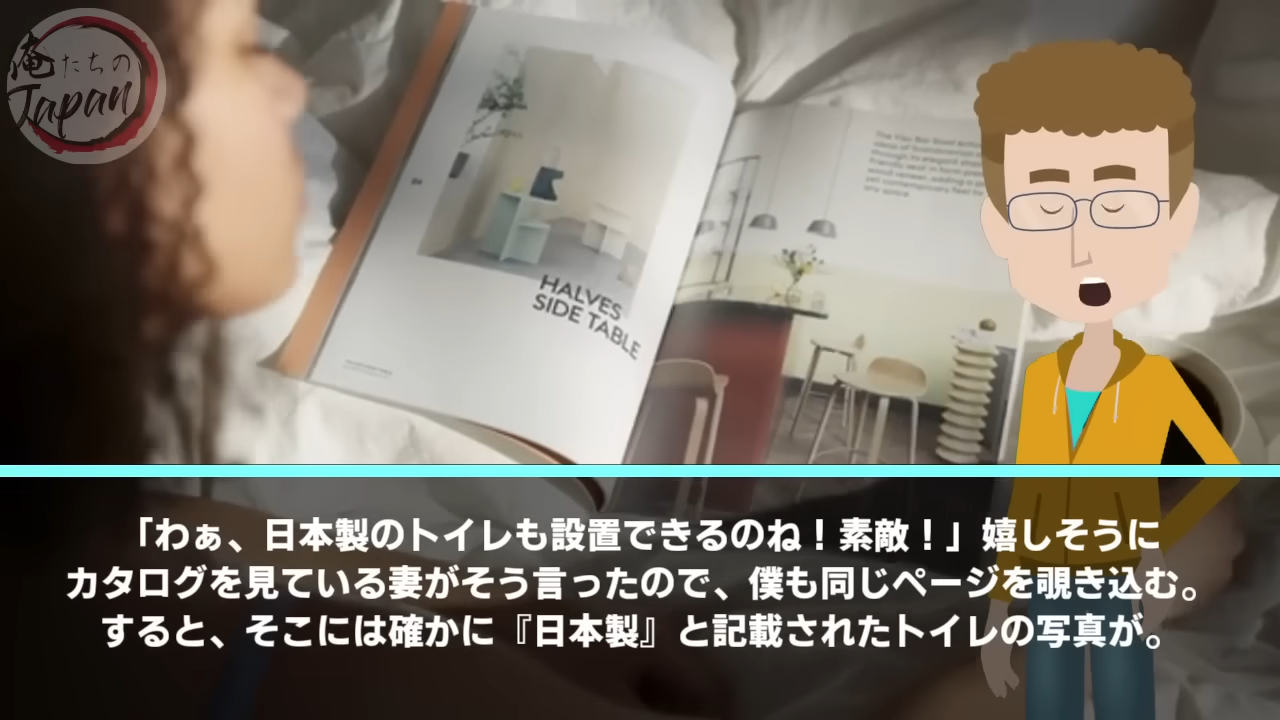 俺たちの
Japan
HALVES
SIDE TABLE
「わぁ、日本製のトイレも設置できるのね！素敵！」嬉しそうに
カタログを見ている妻がそう言ったので、僕も同じページを覗き込む。
すると、そこには確かに『日本製』と記載されたトイレの写真が。